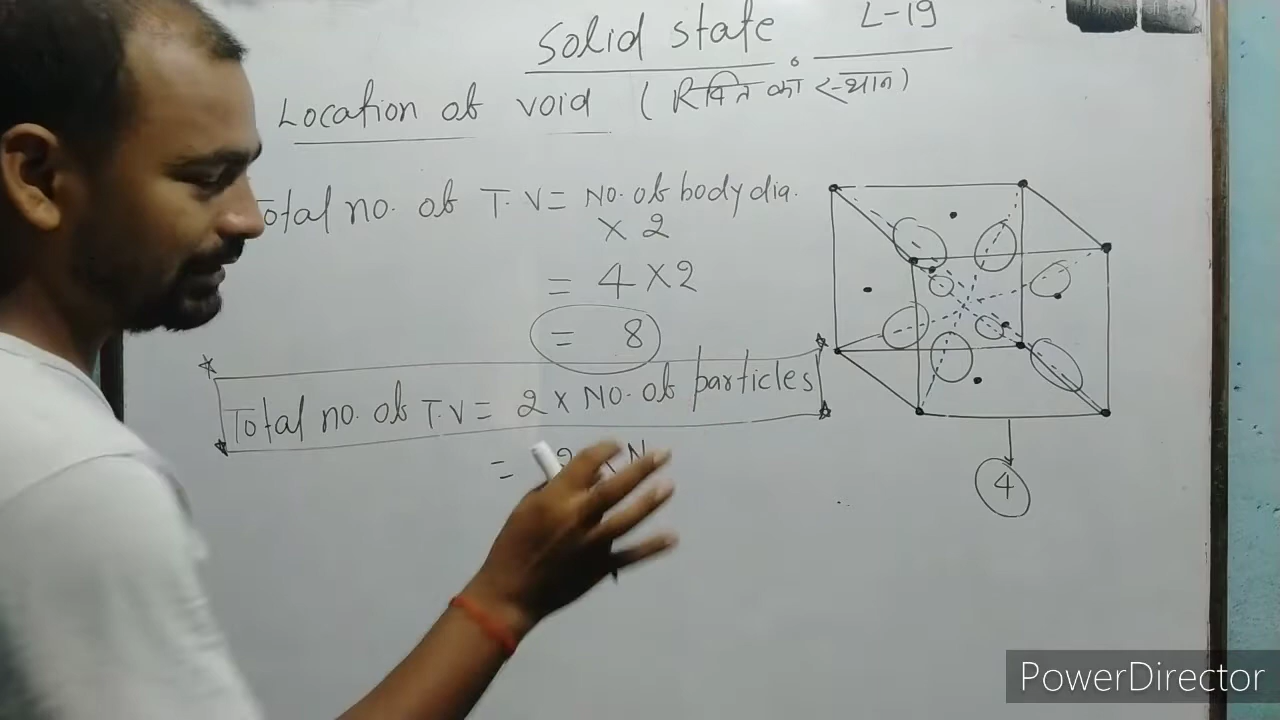 Solid state L-19
Location of void (रिक्ति का स्थान)
Total no. of T.V = No. of body dia.
× 2
= 4 × 2
= 8
Total no. of T.V = 2 × No. of particles
= 2 × N
4
PowerDirector